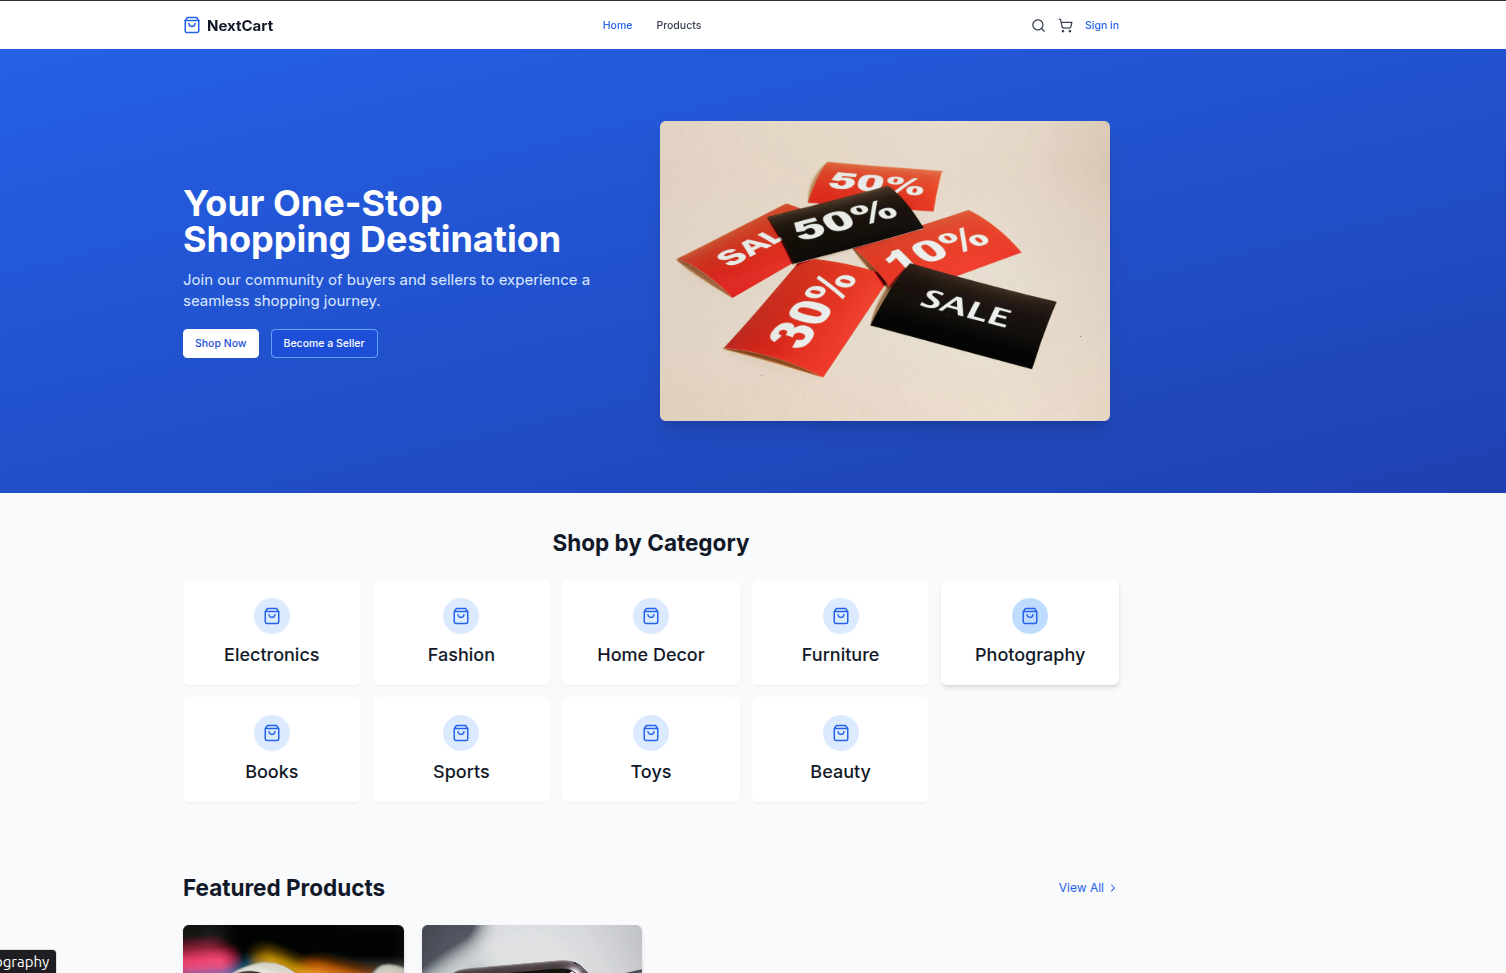 NextCart
Home
Products
Sign in
Your One-Stop
Shopping Destination
Join our community of buyers and sellers to experience a
seamless shopping journey.
Shop Now
Become a Seller
50%
50%
SAL
10%
30%
SALE
Shop by Category
Electronics
Fashion
Home Decor
Furniture
Photography
Books
Sports
Toys
Beauty
Featured Products
View All
ography